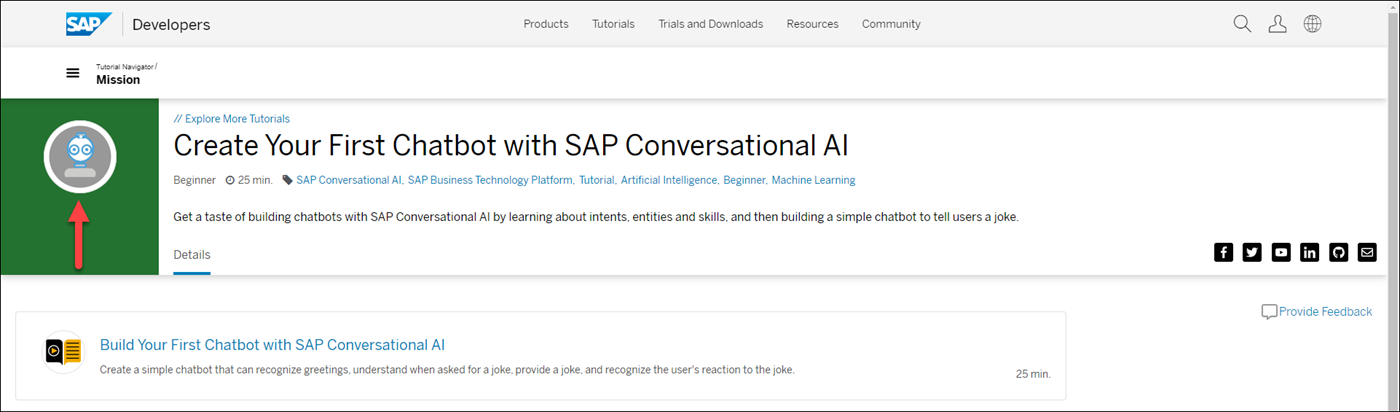 SAP Developers Products Tutorials Trials and Downloads Resources Community
Tutorial Navigator /
Mission
// Explore More Tutorials
Create Your First Chatbot with SAP Conversational AI
Beginner 25 min. SAP Conversational AI, SAP Business Technology Platform, Tutorial, Artificial Intelligence, Beginner, Machine Learning
Get a taste of building chatbots with SAP Conversational AI by learning about intents, entities and skills, and then building a simple chatbot to tell users a joke.
Details
Provide Feedback
Build Your First Chatbot with SAP Conversational AI
Create a simple chatbot that can recognize greetings, understand when asked for a joke, provide a joke, and recognize the user's reaction to the joke.
25 min.